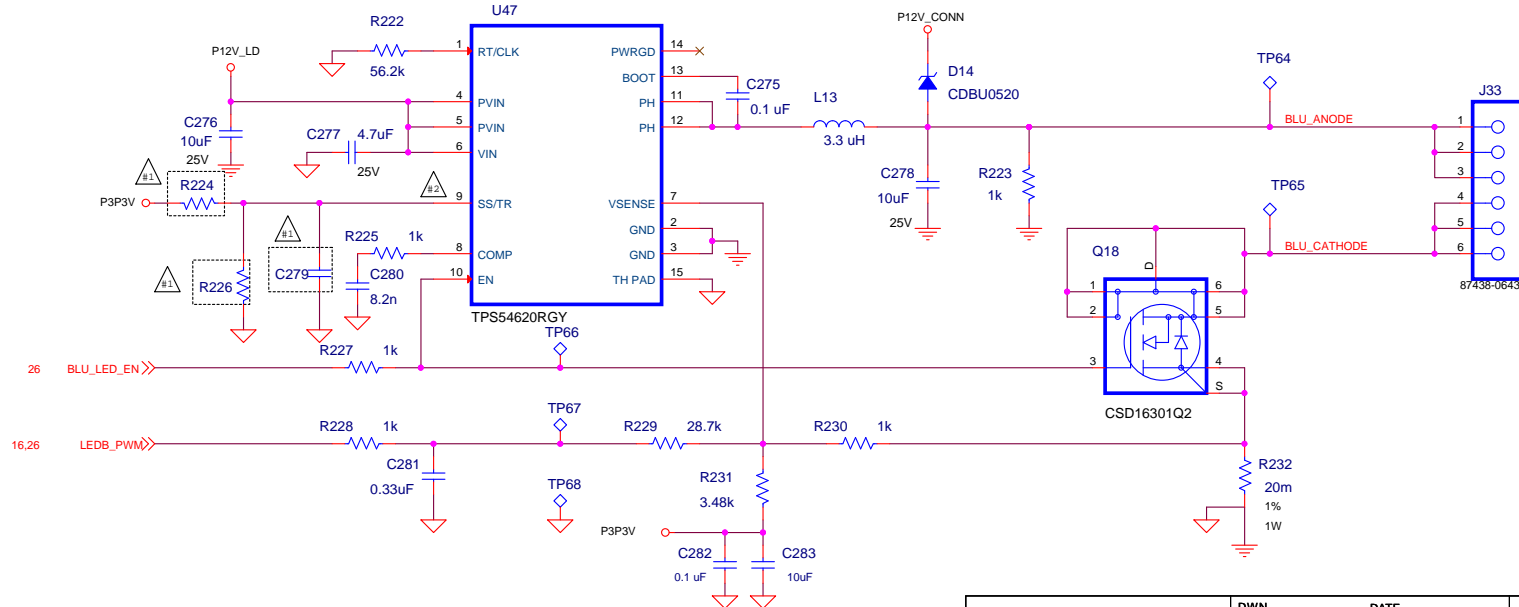 U47
R222
56.2k
P12V_LD
P12V_CONN
1 RT/CLK
PWRGD 14
BOOT 13
C275
0.1 uF
D14
CDBU0520
TP64
J33
4 PVIN
PH 11
L13
3.3 uH
BLU_ANODE
1
C276
10uF
25V
C277
4.7uF
25V
5 PVIN
PH 12
2
6 VIN
3
#1
R224
P3P3V
#2
9 SS/TR
VSENSE 7
C278
10uF
25V
R223
1k
TP65
4
#1
R226
#1
C279
R225
1k
C280
8.2n
8 COMP
GND 2
GND 3
5
10 EN
TH PAD 15
BLU_CATHODE
6
87438-0643
TPS54620RGY
Q18
D
1
2
6
5
3
4
S
CSD16301Q2
TP66
26 BLU_LED_EN
R227
1k
TP67
16,26 LEDB_PWM
R228
1k
R229
28.7k
R230
1k
C281
0.33uF
TP68
R231
3.48k
R232
20m
1%
1W
P3P3V
C282
0.1 uF
C283
10uF
DWN
DATE